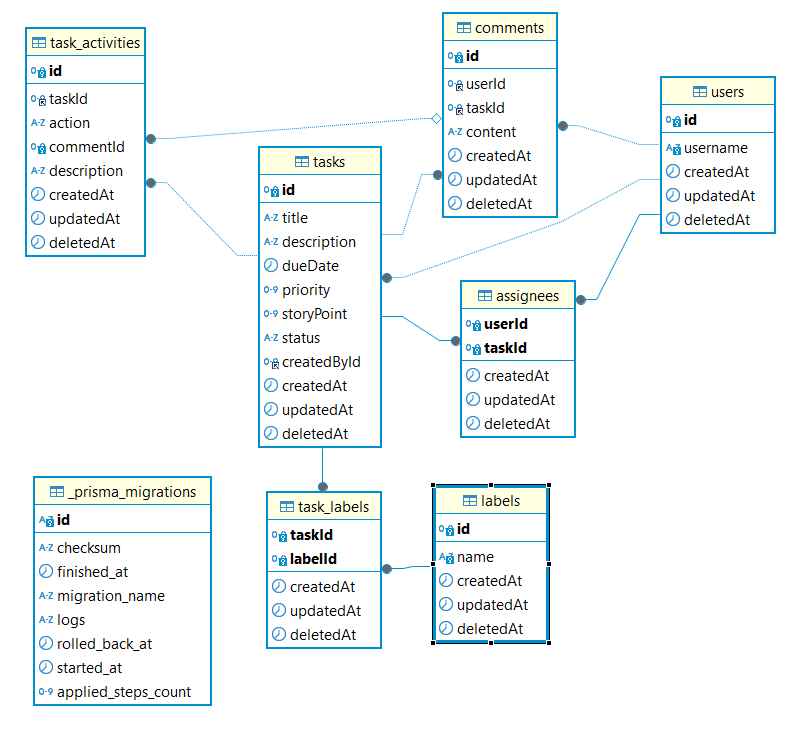 task_activities
id
taskId
action
commentId
description
createdAt
updatedAt
deletedAt
comments
id
userId
taskId
content
createdAt
updatedAt
deletedAt
users
id
username
createdAt
updatedAt
deletedAt
tasks
id
title
description
dueDate
priority
storyPoint
status
createdById
createdAt
updatedAt
deletedAt
assignees
userId
taskId
createdAt
updatedAt
deletedAt
_prisma_migrations
id
checksum
finished_at
migration_name
logs
rolled_back_at
started_at
applied_steps_count
task_labels
taskId
labelId
createdAt
updatedAt
deletedAt
labels
id
name
createdAt
updatedAt
deletedAt